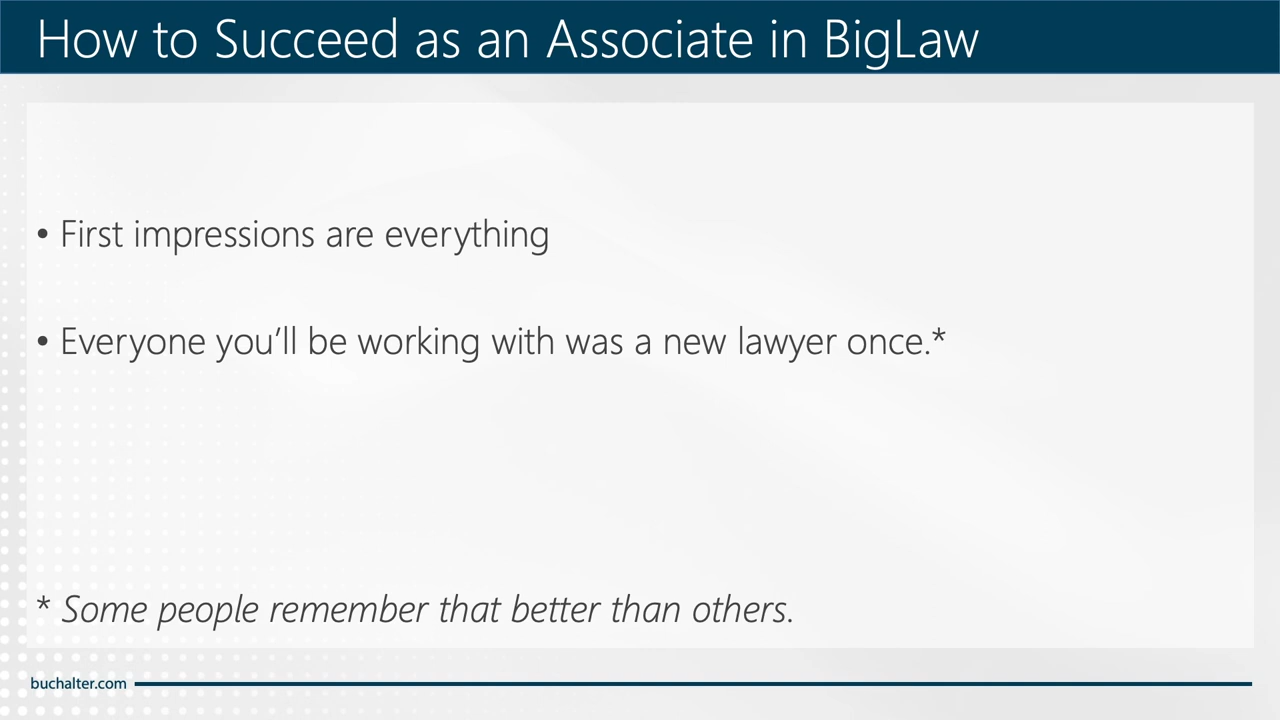 How to Succeed as an Associate in BigLaw
• First impressions are everything
• Everyone you’ll be working with was a new lawyer once.*
* Some people remember that better than others.
buchalter.com